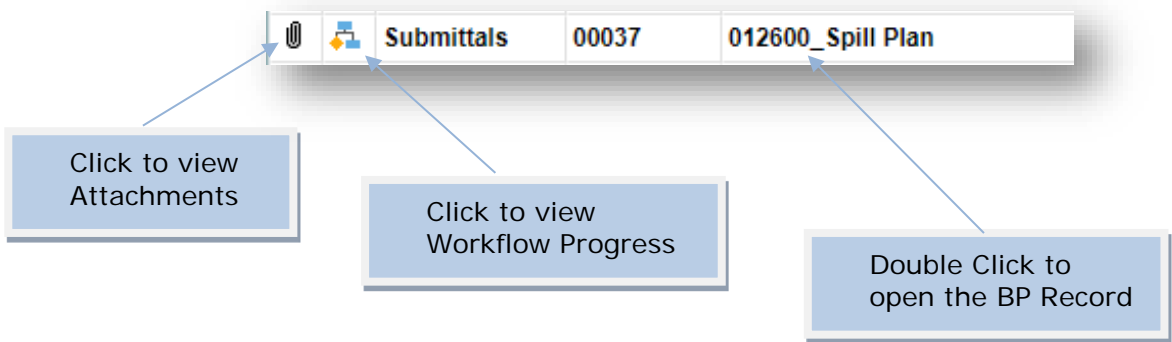 Submittals 00037 012600_Spill Plan
Click to view
Attachments
Click to view
Workflow Progress
Double Click to
open the BP Record